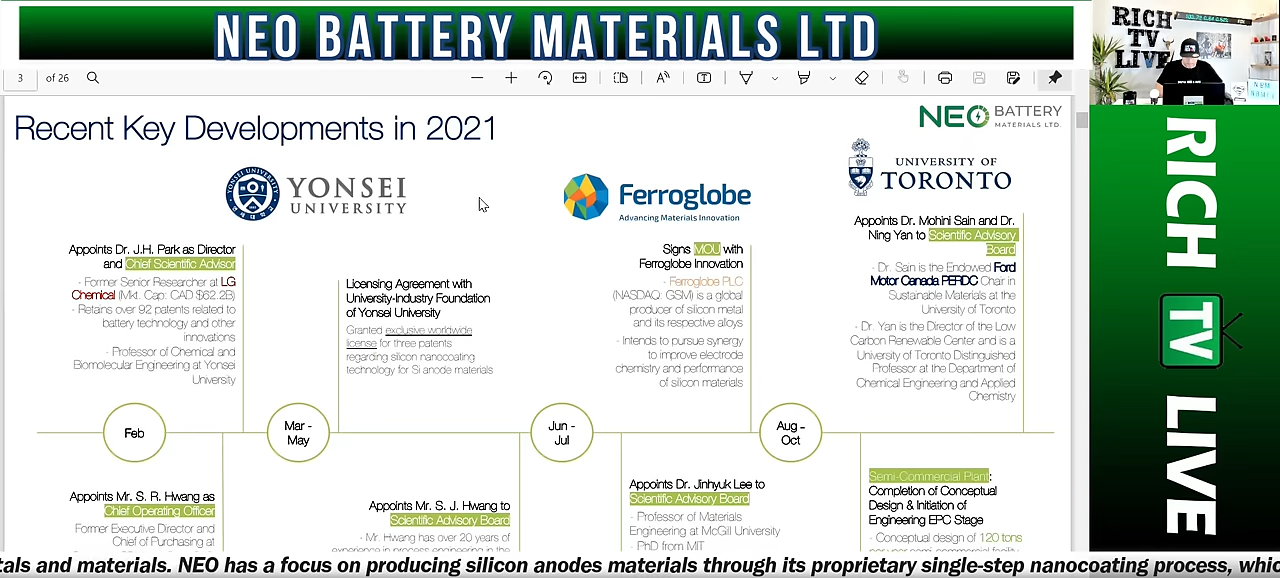 NEO BATTERY MATERIALS LTD
RICH
TV
LIVE
3 of 26
Recent Key Developments in 2021
NEO BATTERY
MATERIALS LTD.
YONSEI
UNIVERSITY
Ferroglobe
Advancing Materials Innovation
UNIVERSITY OF
TORONTO
Appoints Dr. J.H. Park as Director
and Chief Scientific Advisor
- Former Senior Researcher at LG
Chemical (Mkt. Cap: CAD $62.2B)
- Retains over 92 patents related to
battery technology and other
innovations
- Professor of Chemical and
Biomolecular Engineering at Yonsei
University
Licensing Agreement with
University-Industry Foundation
of Yonsei University
Granted exclusive worldwide
license for three patents
regarding silicon nanocoating
technology for Si anode materials
Signs MOU with
Ferroglobe Innovation
- Ferroglobe PLC
(NASDAQ: GSM) is a global
producer of silicon metal
and its respective alloys
- Intends to pursue synergy
to improve electrode
chemistry and performance
of silicon materials
Appoints Dr. Mohini Sain and Dr.
Ning Yan to Scientific Advisory
Board
- Dr. Sain is the Endowed Ford
Motor Canada PERDC Chair in
Sustainable Materials at the
University of Toronto
- Dr. Yan is the Director of the Low
Carbon Renewable Center and is a
University of Toronto Distinguished
Professor at the Department of
Chemical Engineering and Applied
Chemistry
Feb
Mar -
May
Jun -
Jul
Aug -
Oct
Appoints Mr. S. R. Hwang as
Chief Operating Officer
Former Executive Director and
Chief of Purchasing at
Appoints Mr. S. J. Hwang to
Scientific Advisory Board
- Mr. Hwang has over 20 years of
experience in process engineering in the
Appoints Dr. Jinhyuk Lee to
Scientific Advisory Board
- Professor of Materials
Engineering at McGill University
- PhD from MIT
Semi-Commercial Plant:
Completion of Conceptual
Design & Initiation of
Engineering EPC Stage
- Conceptual design of 120 tons
per year semi-commercial facility
RICH TV LIVE
tals and materials. NEO has a focus on producing silicon anodes materials through its proprietary single-step nanocoating process, whic